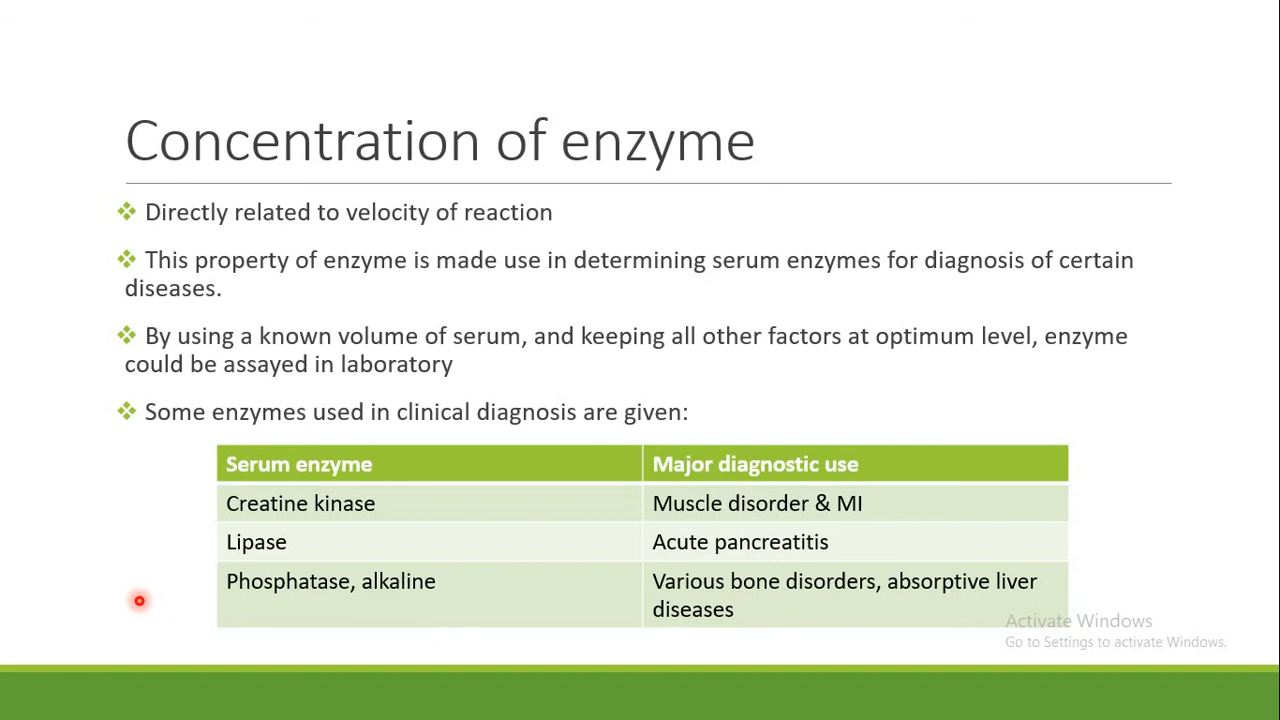 Concentration of enzyme
❖ Directly related to velocity of reaction
❖ This property of enzyme is made use in determining serum enzymes for diagnosis of certain
diseases.
❖ By using a known volume of serum, and keeping all other factors at optimum level, enzyme
could be assayed in laboratory
❖ Some enzymes used in clinical diagnosis are given:
Serum enzyme Major diagnostic use
Creatine kinase Muscle disorder & MI
Lipase Acute pancreatitis
Phosphatase, alkaline Various bone disorders, absorptive liver
diseases
Activate Windows
Go to Settings to activate Windows.